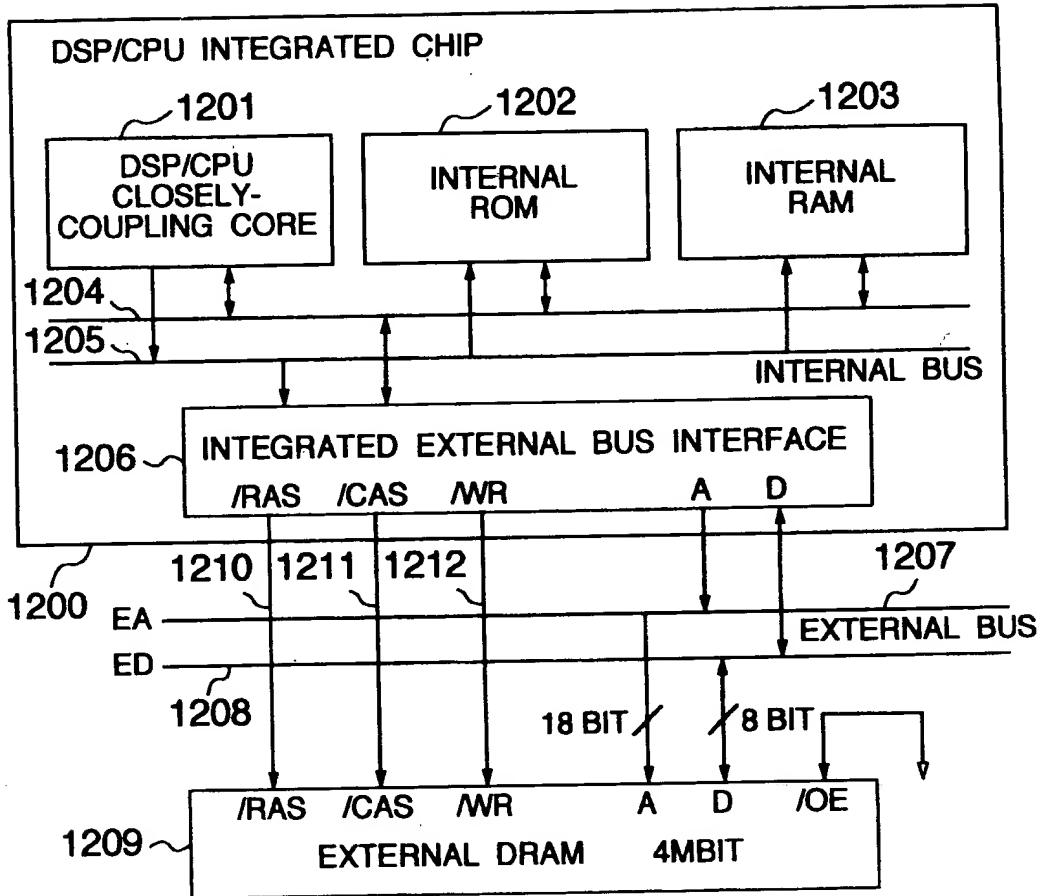 DSP/CPU INTEGRATED CHIP
1201
1202
1203
DSP/CPU
CLOSELY-
COUPLING CORE
INTERNAL
ROM
INTERNAL
RAM
1204
1205
INTERNAL BUS
1206
INTEGRATED EXTERNAL BUS INTERFACE
/RAS /CAS /WR A D
1200
1210 1211 1212
1207
EA
EXTERNAL BUS
ED
1208
18 BIT
8 BIT
/RAS /CAS /WR A D /OE
1209
EXTERNAL DRAM 4MBIT